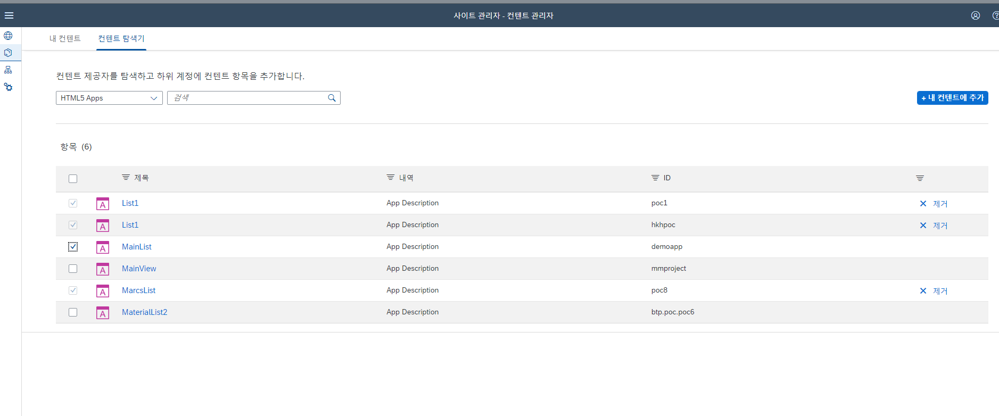 사이트 관리자 - 컨텐트 관리자
내 컨텐트 컨텐트 탐색기
컨텐트 제공자를 탐색하고 하위 계정에 컨텐트 항목을 추가합니다.
HTML5 Apps 검색 + 내 컨텐트에 추가
항목 (6)
제목 내역 ID
List1 App Description poc1 제거
List1 App Description hkhpoc 제거
MainList App Description demoapp
MainView App Description mmproject
MarcsList App Description poc8 제거
MaterialList2 App Description btp.poc.poc6